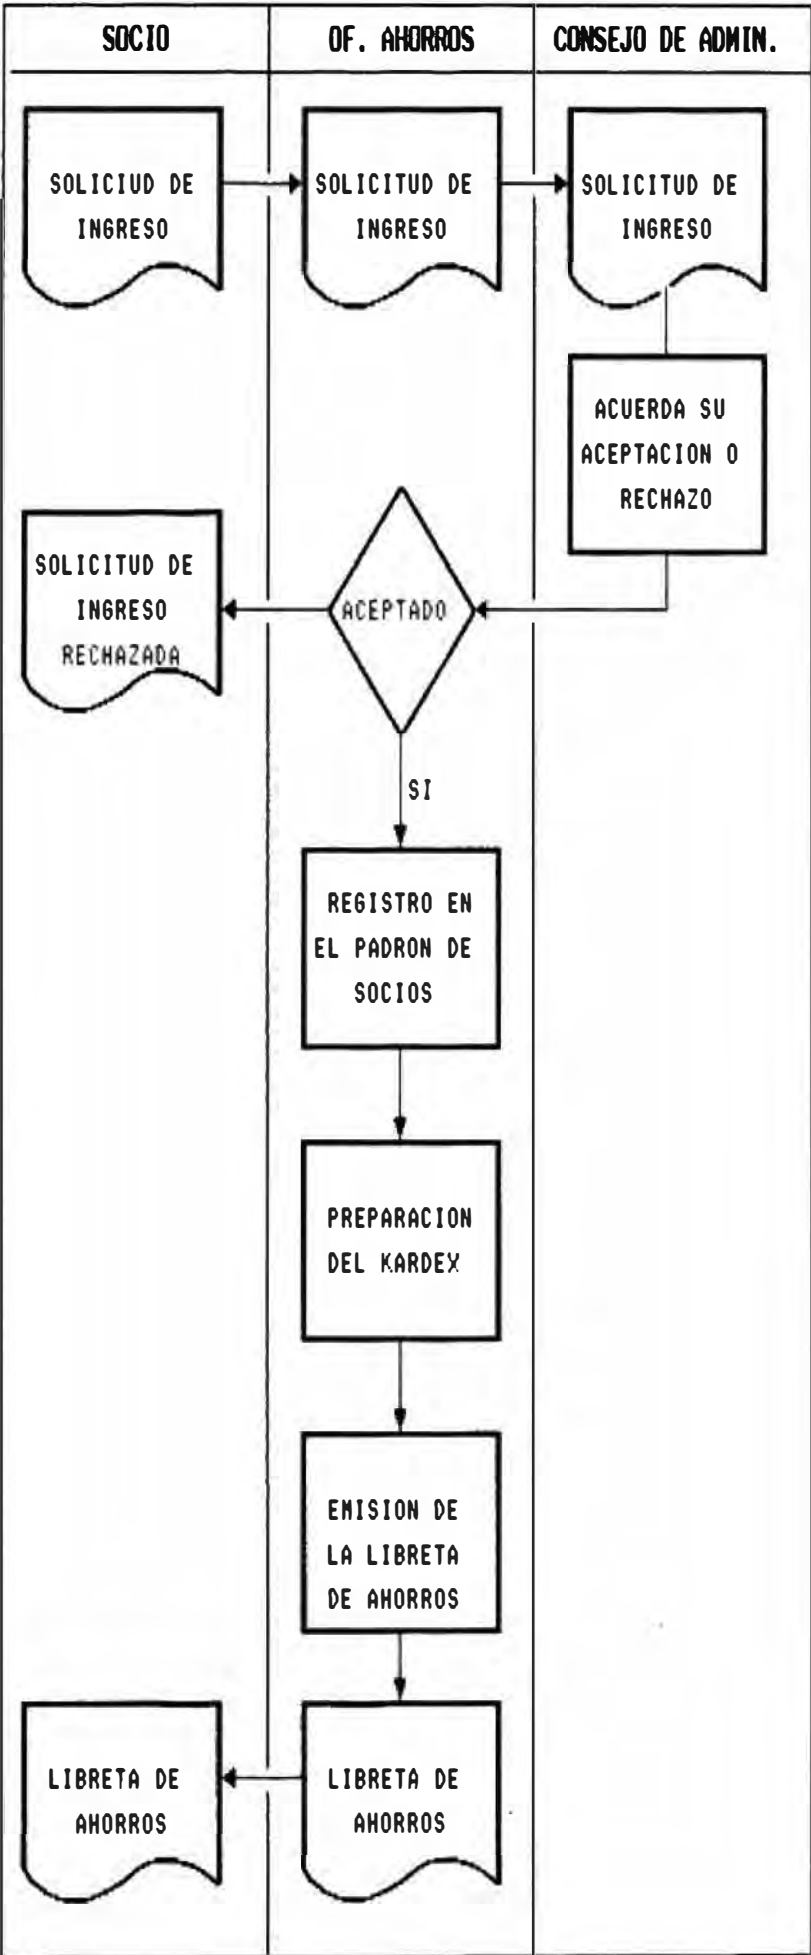 SOCIO
OF. AHORROS
CONSEJO DE ADMIN.
SOLICIUD DE
INGRESO
SOLICITUD DE
INGRESO
SOLICITUD DE
INGRESO
ACUERDA SU
ACEPTACION O
RECHAZO
ACEPTADO
SOLICITUD DE
INGRESO
RECHAZADA
SI
REGISTRO EN
EL PADRON DE
SOCIOS
PREPARACION
DEL KARDEX
EMISION DE
LA LIBRETA
DE AHORROS
LIBRETA DE
AHORROS
LIBRETA DE
AHORROS